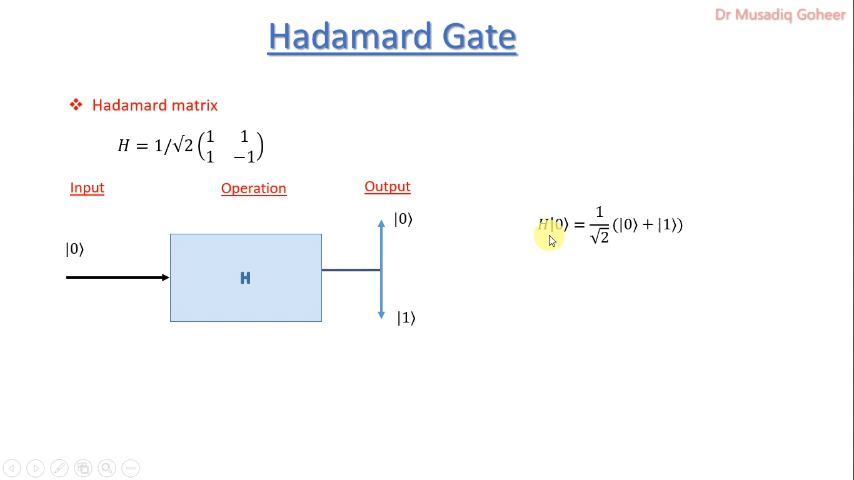 Dr Musadiq Goheer
Hadamard Gate
❖ Hadamard matrix
H = 1/√2 (1 1
1 −1)
Input Operation Output
|0⟩
|0⟩
H
|1⟩
H|0⟩ = 1/√2 (|0⟩ + |1⟩)